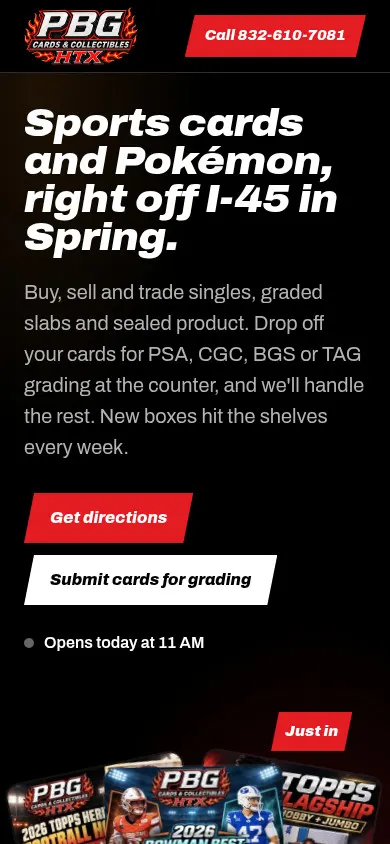 PBG
CARDS & COLLECTIBLES
HTX
Call 832-610-7081
Sports cards
and Pokémon,
right off I-45 in
Spring.
Buy, sell and trade singles, graded
slabs and sealed product. Drop off
your cards for PSA, CGC, BGS or TAG
grading at the counter, and we'll handle
the rest. New boxes hit the shelves
every week.
Get directions
Submit cards for grading
Opens today at 11 AM
Just in
PBG
CARDS & COLLECTIBLES
HTX
2026 TOPPS
PBG
CARDS & COLLECTIBLES
HTX
2026
BOWMAN BEST
47
TOPPS
FLAGSHIP
HOBBY + JUMBO